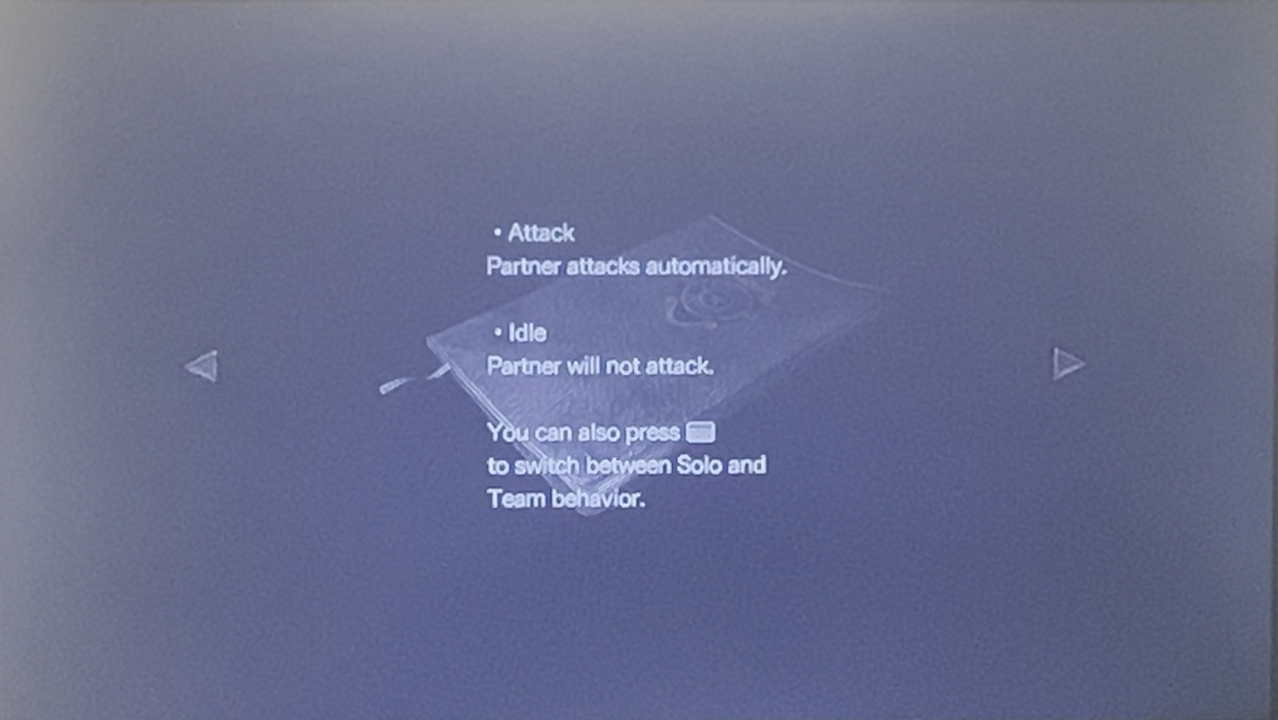 • Attack
Partner attacks automatically.
• Idle
Partner will not attack.
You can also press
to switch between Solo and
Team behavior.